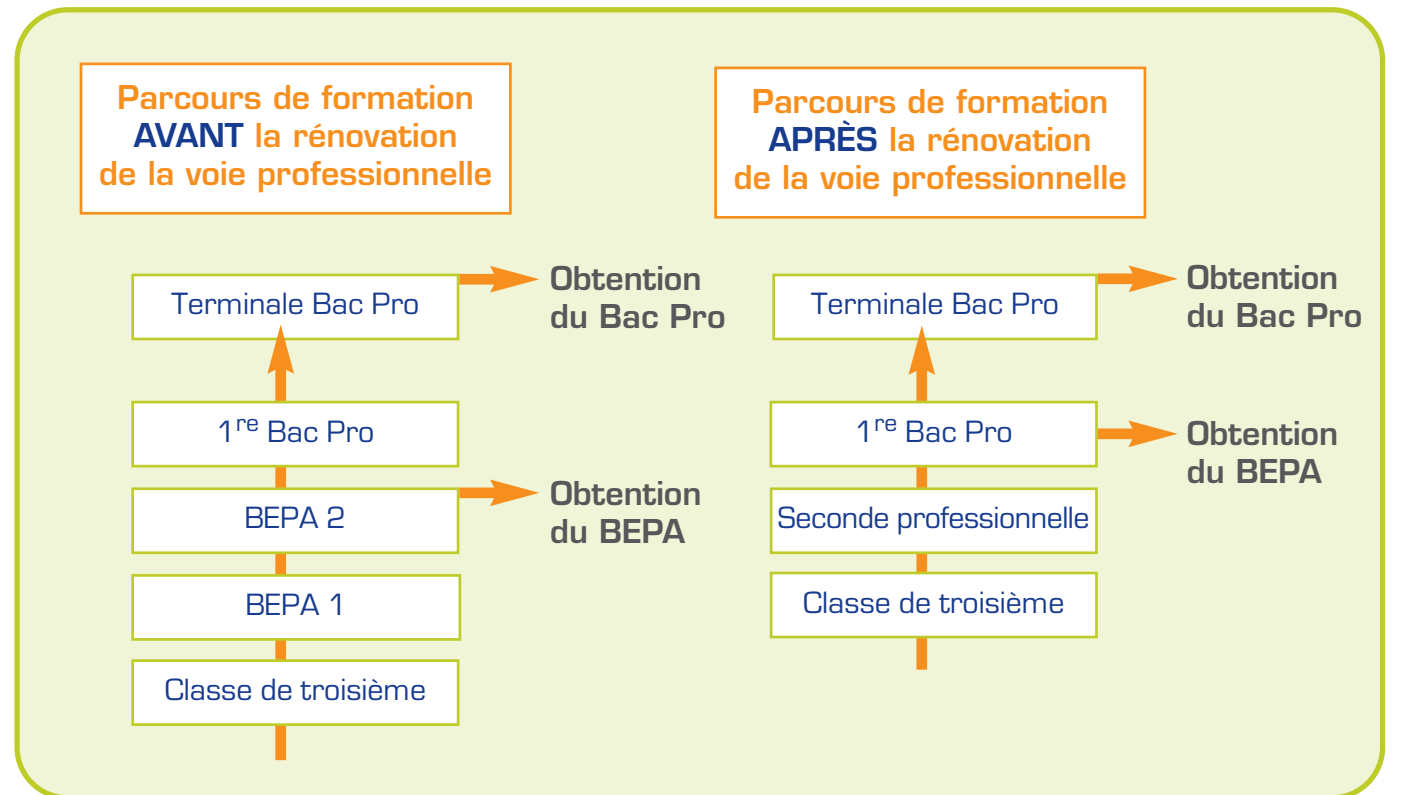 Parcours de formation
AVANT la rénovation
de la voie professionnelle
Terminale Bac Pro
Obtention
du Bac Pro
1re Bac Pro
BEPA 2
Obtention
du BEPA
BEPA 1
Classe de troisième
Parcours de formation
APRÈS la rénovation
de la voie professionnelle
Terminale Bac Pro
Obtention
du Bac Pro
1re Bac Pro
Obtention
du BEPA
Seconde professionnelle
Classe de troisième